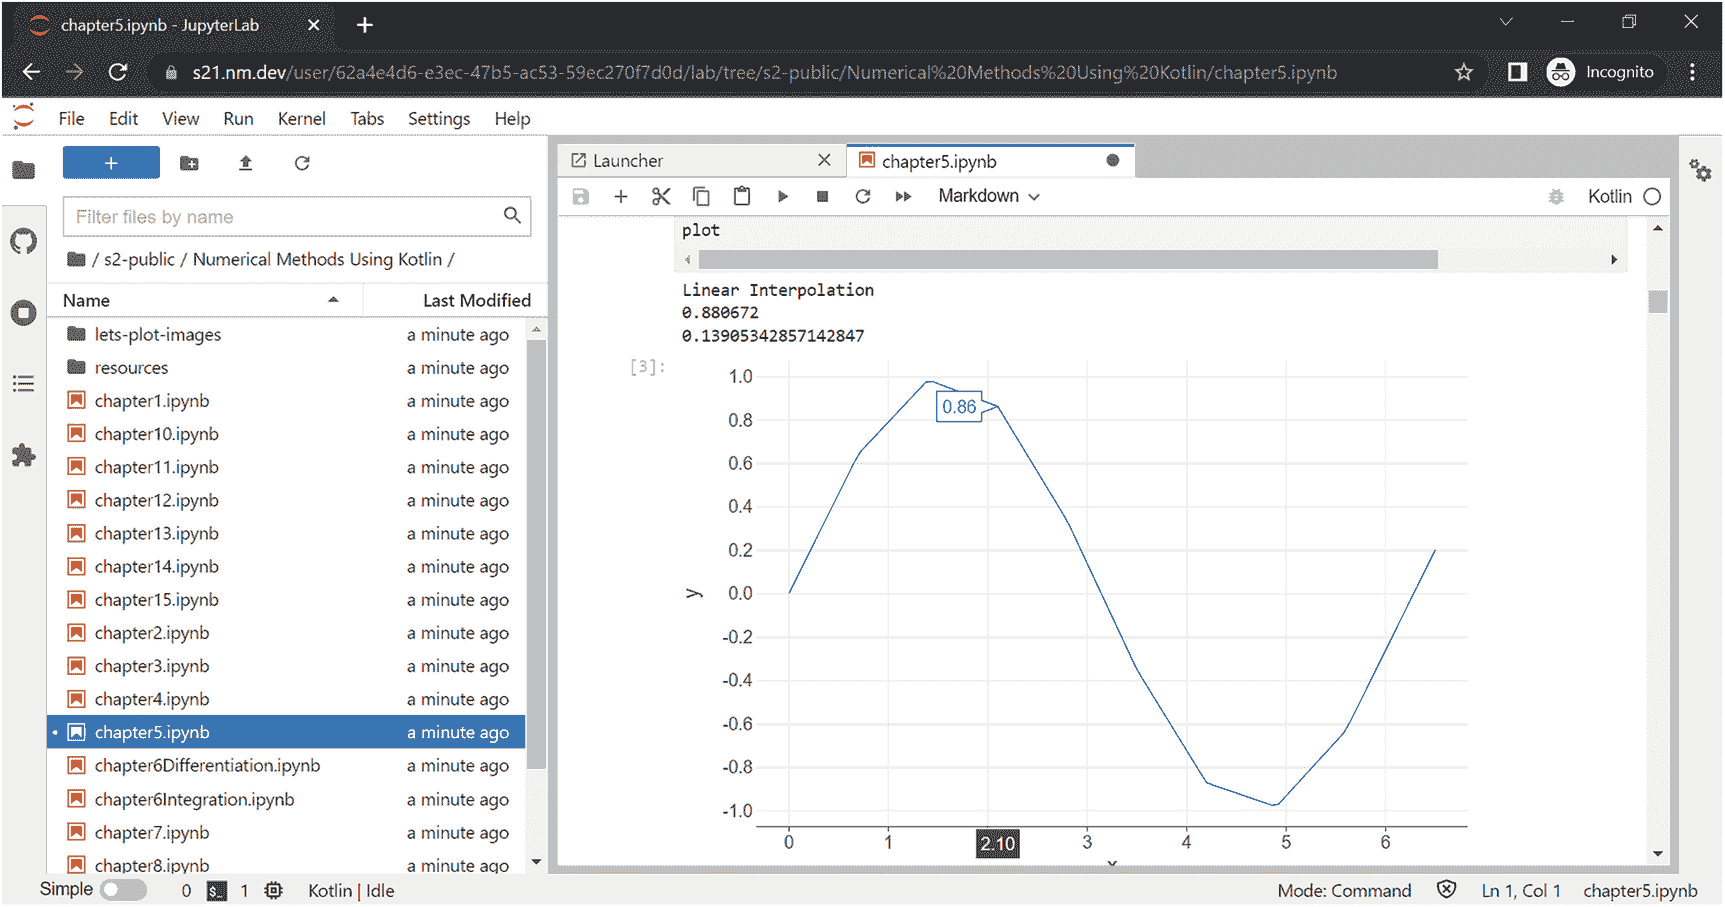 chapter5.ipynb - JupyterLab
s21.nm.dev/user/62a4e4d6-e3ec-47b5-ac53-59ec270f7d0d/lab/tree/s2-public/Numerical%20Methods%20Using%20Kotlin/chapter5.ipynb
Incognito
File Edit View Run Kernel Tabs Settings Help
Filter files by name
/ s2-public / Numerical Methods Using Kotlin /
Name Last Modified
lets-plot-images a minute ago
resources a minute ago
chapter1.ipynb a minute ago
chapter10.ipynb a minute ago
chapter11.ipynb a minute ago
chapter12.ipynb a minute ago
chapter13.ipynb a minute ago
chapter14.ipynb a minute ago
chapter15.ipynb a minute ago
chapter2.ipynb a minute ago
chapter3.ipynb a minute ago
chapter4.ipynb a minute ago
chapter5.ipynb a minute ago
chapter6Differentiation.ipynb a minute ago
chapter6Integration.ipynb a minute ago
chapter7.ipynb a minute ago
chapter8.ipynb a minute ago
Launcher
chapter5.ipynb
Markdown
Kotlin
plot
Linear Interpolation
0.880672
0.13905342857142847
[3]:
1.0
0.86
0.8
0.6
0.4
0.2
0.0
y
-0.2
-0.4
-0.6
-0.8
-1.0
0 1 2.10 3 4 5 6
x
Simple 0 $_ 1 Kotlin | Idle
Mode: Command Ln 1, Col 1 chapter5.ipynb